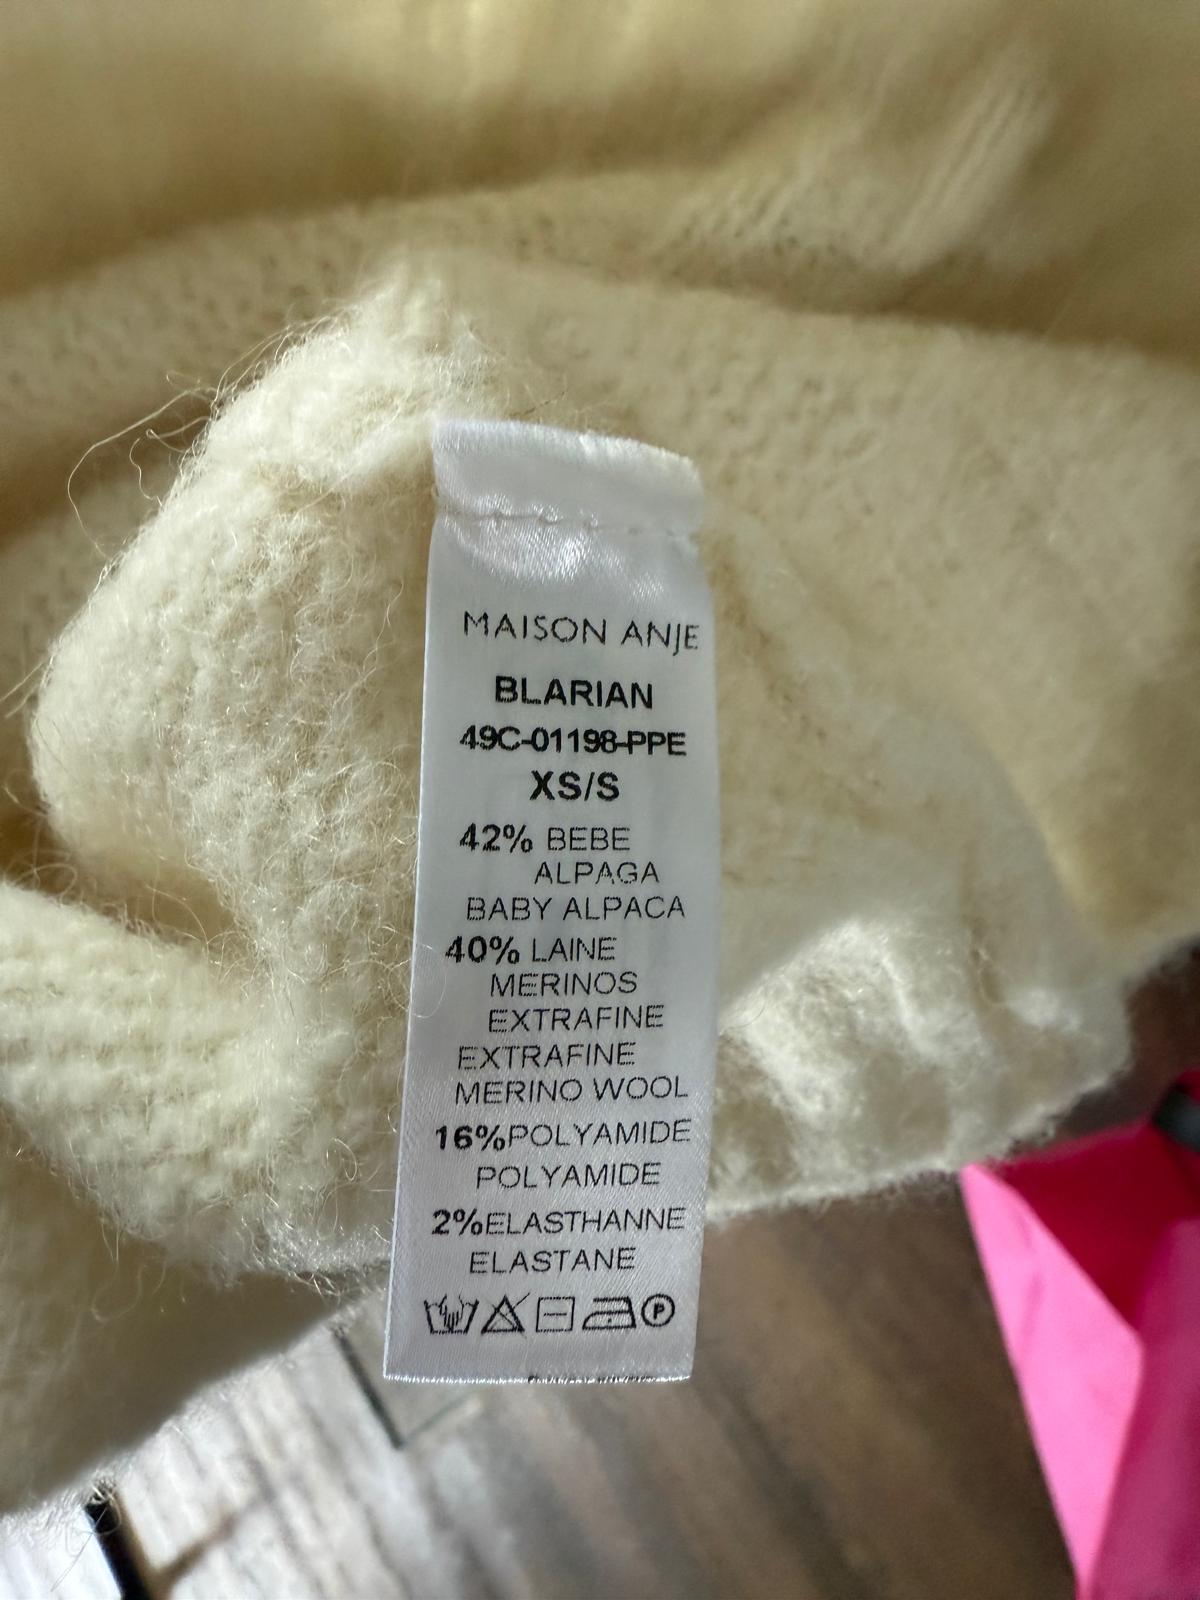 MAISON ANJE
BLARIAN
49C-01198-PPE
XS/S
42% BEBE
ALPAGA
BABY ALPACA
40% LAINE
MERINOS
EXTRAFINE
EXTRAFINE
MERINO WOOL
16%POLYAMIDE
POLYAMIDE
2%ELASTHANNE
ELASTANE
P